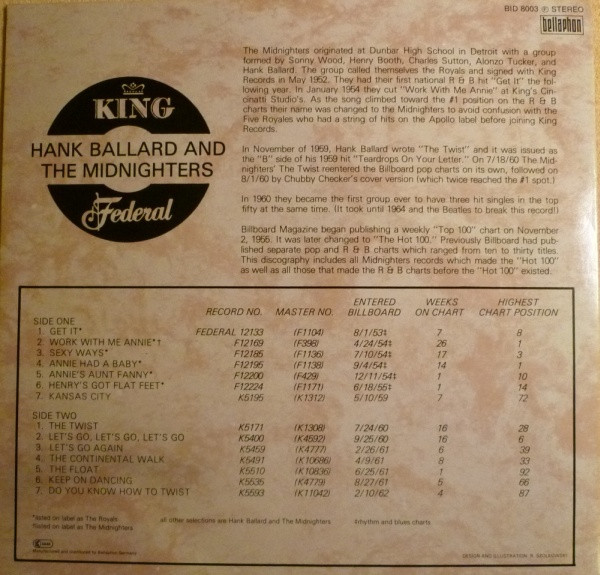 BID 8003 Ⓟ STEREO
bellaphon
KING
HANK BALLARD AND
THE MIDNIGHTERS
Federal
The Midnighters originated at Dunbar High School in Detroit with a group
formed by Sonny Wood, Henry Booth, Charles Sutton, Alonzo Tucker, and
Hank Ballard. The group called themselves the Royals and signed with King
Records in May 1952. They had their first national R & B hit "Get It" the fol-
lowing year. In January 1954 they cut "Work With Me Annie" at King's Cin-
cinatti Studio's. As the song climbed toward the #1 position on the R & B
charts their name was changed to the Midnighters to avoid confusion with the
Five Royales who had a string of hits on the Apollo label before joining King
Records.
In November of 1959, Hank Ballard wrote "The Twist" and it was issued as
the "B" side of his 1959 hit "Teardrops On Your Letter." On 7/18/60 The Mid-
nighters' The Twist reentered the Billboard pop charts on its own, followed on
8/1/60 by Chubby Checker's cover version (which twice reached the #1 spot.)
In 1960 they became the first group ever to have three hit singles in the top
fifty at the same time. (It took until 1964 and the Beatles to break this record!)
Billboard Magazine began publishing a weekly "Top 100" chart on November
2, 1955. It was later changed to "The Hot 100." Previously Billboard had pub-
lished separate pop and R & B charts which ranged from ten to thirty titles.
This discography includes all Midnighters records which made the "Hot 100"
as well as all those that made the R & B charts before the "Hot 100" existed.
RECORD NO. MASTER NO. ENTERED BILLBOARD WEEKS ON CHART HIGHEST CHART POSITION
SIDE ONE
1. GET IT* FEDERAL 12133 (F1104) 8/1/53‡ 7 8
2. WORK WITH ME ANNIE*† F12169 (F398) 4/24/54‡ 26 1
3. SEXY WAYS* F12185 (F1136) 7/10/54‡ 17 3
4. ANNIE HAD A BABY* F12195 (F1138) 9/4/54‡ 14 1
5. ANNIE'S AUNT FANNY* F12200 (F429) 12/11/54‡ 1 10
6. HENRY'S GOT FLAT FEET* F12224 (F1171) 6/18/55‡ 1 14
7. KANSAS CITY K5195 (K1312) 5/10/59 7 72
SIDE TWO
1. THE TWIST K5171 (K1308) 7/24/60 16 28
2. LET'S GO, LET'S GO, LET'S GO K5400 (K4592) 9/25/60 16 6
3. LET'S GO AGAIN K5459 (K4777) 2/26/61 6 39
4. THE CONTINENTAL WALK K5491 (K10686) 4/9/61 8 33
5. THE FLOAT K5510 (K10836) 6/25/61 1 92
6. KEEP ON DANCING K5535 (K4779) 8/27/61 5 66
7. DO YOU KNOW HOW TO TWIST K5593 (K11042) 2/10/62 4 87
*listed on label as The Royals all other selections are Hank Ballard and The Midnighters ‡rhythm and blues charts
†listed on label as The Midnighters
Manufactured and distributed by Bellaphon Germany
DESIGN AND ILLUSTRATION: R.